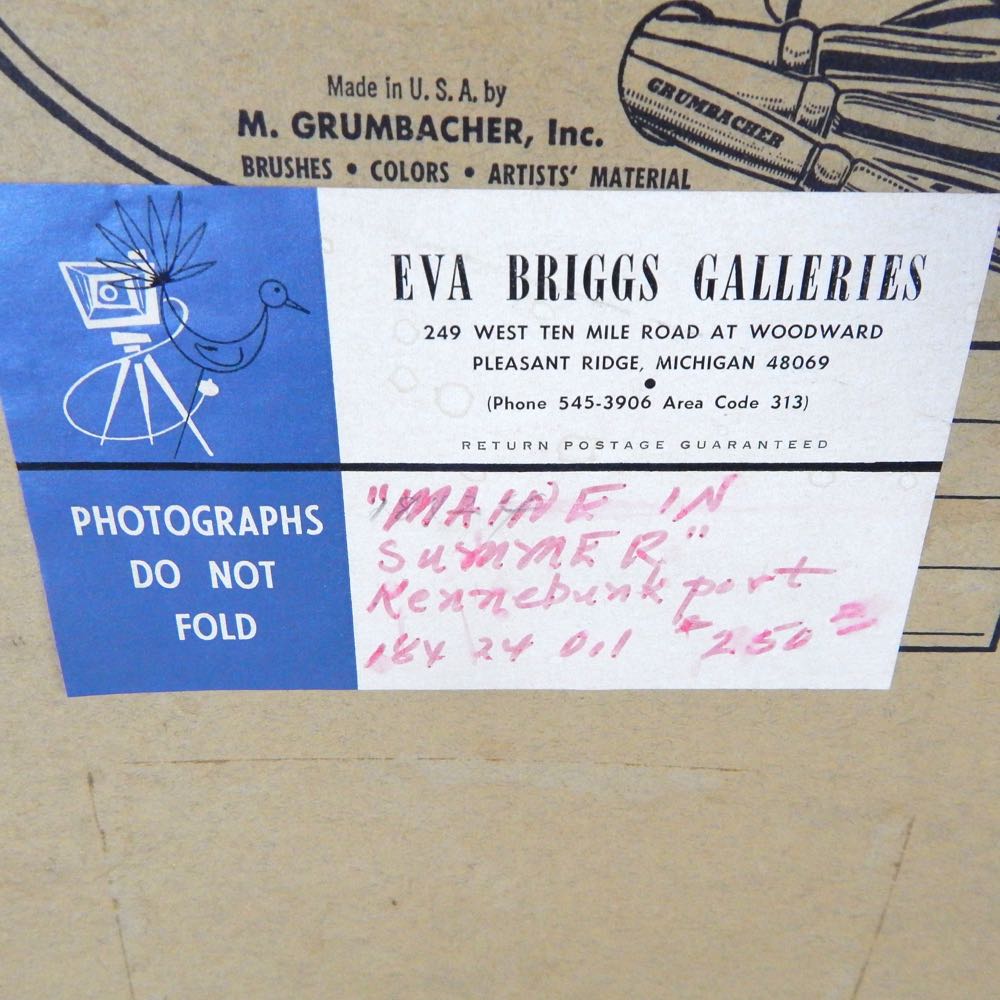 Made in U. S. A. by
M. GRUMBACHER, Inc.
BRUSHES • COLORS • ARTISTS' MATERIAL
GRUMBACHER
EVA BRIGGS GALLERIES
249 WEST TEN MILE ROAD AT WOODWARD
PLEASANT RIDGE, MICHIGAN 48069
•
(Phone 545-3906 Area Code 313)
RETURN POSTAGE GUARANTEED
PHOTOGRAPHS
DO NOT
FOLD
"MAINE IN
SUMMER"
Kennebunkport
18x24 Oil $250=